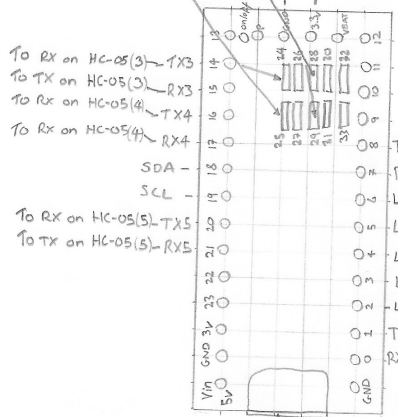 on/off
P
3.3v
VBAT
13
12
24
26
28
30
32
To RX on HC-05(3) TX3
14
11
To TX on HC-05(3) RX3
15
10
To RX on HC-05(4) TX4
16
9
To Rx on HC-05(4) RX4
25
27
29
31
33
17
8
SDA - 18
7
SCL - 19
6
To RX on HC-05(5) - TX5
20
5
To TX on HC-05(5) - RX5
21
4
22
3
23
2
3V
1
GND
0
RX
Vin
5v
GND